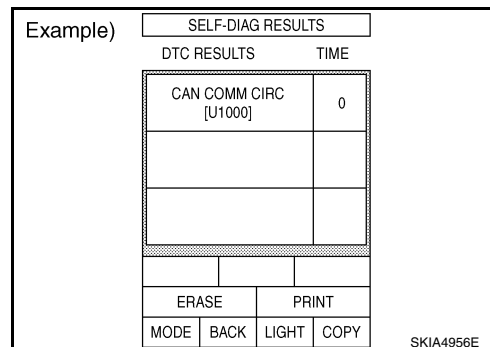 Example)
SELF-DIAG RESULTS
DTC RESULTS TIME
CAN COMM CIRC 0
[U1000]
ERASE PRINT
MODE BACK LIGHT COPY
SKIA4956E